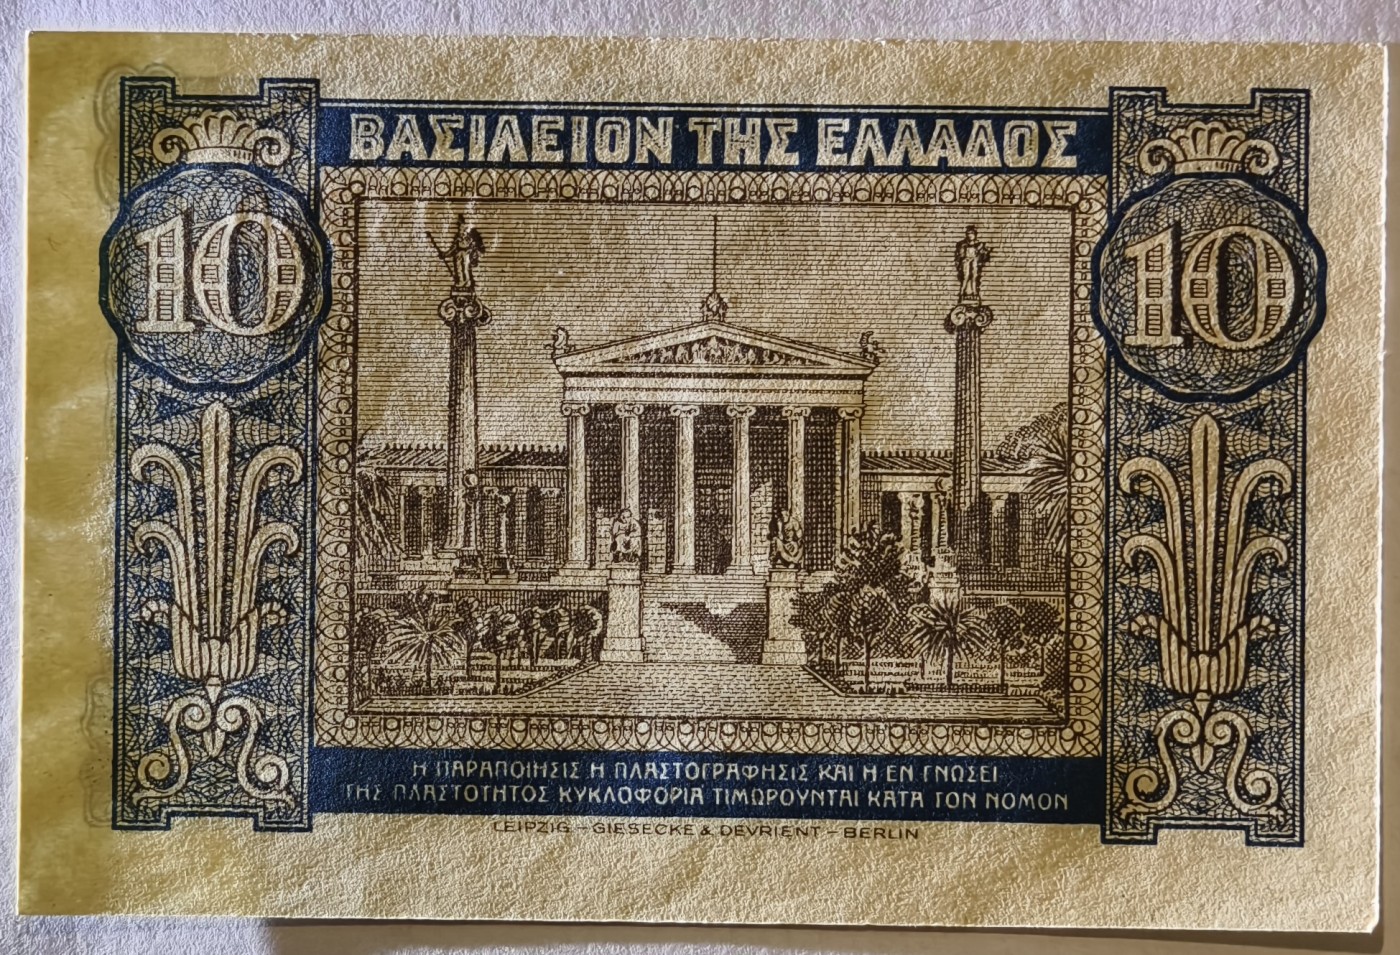 ΒΑΣΙΛΕΙΟΝ ΤΗΣ ΕΛΛΑΔΟΣ
10 10
Η ΠΑΡΑΠΟΙΗΣΙΣ Η ΠΛΑΣΤΟΓΡΑΦΗΣΙΣ ΚΑΙ Η ΕΝ ΓΝΩΣΕΙ
ΤΗΣ ΠΛΑΣΤΟΤΗΤΟΣ ΚΥΚΛΟΦΟΡΙΑ ΤΙΜΩΡΟΥΝΤΑΙ ΚΑΤΑ ΤΟΝ ΝΟΜΟΝ
LEIPZIG – GIESECKE & DEVRIENT – BERLIN